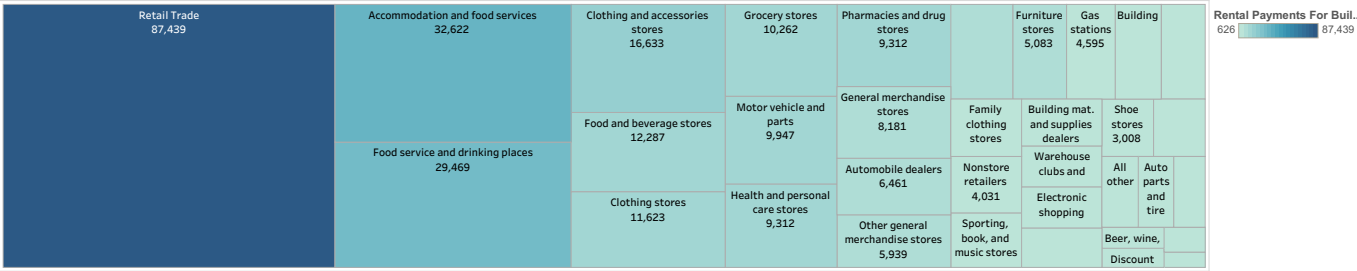 Retail Trade
87,439
Accommodation and food services
32,622
Food service and drinking places
29,469
Clothing and accessories
stores
16,633
Food and beverage stores
12,287
Clothing stores
11,623
Grocery stores
10,262
Motor vehicle and
parts
9,947
Health and personal
care stores
9,312
Pharmacies and drug
stores
9,312
General merchandise
stores
8,181
Automobile dealers
6,461
Other general
merchandise stores
5,939
Furniture
stores
5,083
Gas
stations
4,595
Building
Family
clothing
stores
Nonstore
retailers
4,031
Sporting,
book, and
music stores
Building mat.
and supplies
dealers
Warehouse
clubs and
Electronic
shopping
Shoe
stores
3,008
All
other
Auto
parts
and
tire
Beer, wine,
Discount
Rental Payments For Buil..
626
87,439